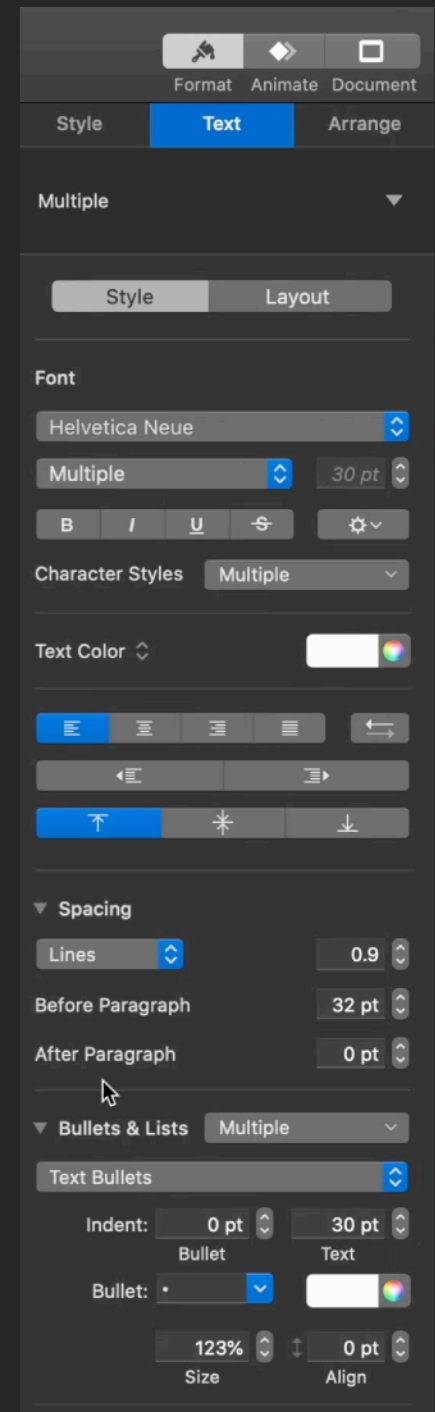 Format Animate Document
Style Text Arrange
Multiple
Style Layout
Font
Helvetica Neue
Multiple 30 pt
B I U S
Character Styles Multiple
Text Color
Spacing
Lines 0.9
Before Paragraph 32 pt
After Paragraph 0 pt
Bullets & Lists Multiple
Text Bullets
Indent: 0 pt 30 pt
Bullet Text
Bullet: •
123% 0 pt
Size Align